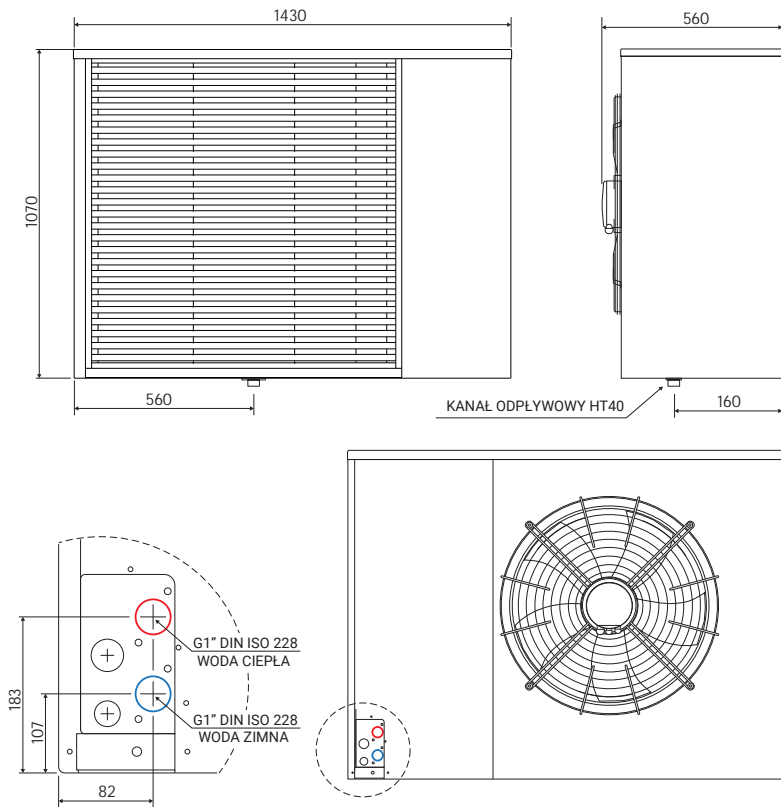 1430
560
1070
560
KANAŁ ODPŁYWOWY HT40
160
G1” DIN ISO 228
WODA CIEPŁA
183
G1” DIN ISO 228
WODA ZIMNA
107
82